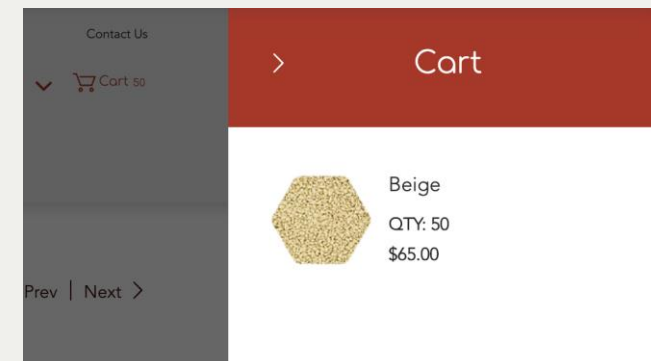 Contact Us
Cart 50
Prev | Next >
Cart
Beige
QTY: 50
$65.00